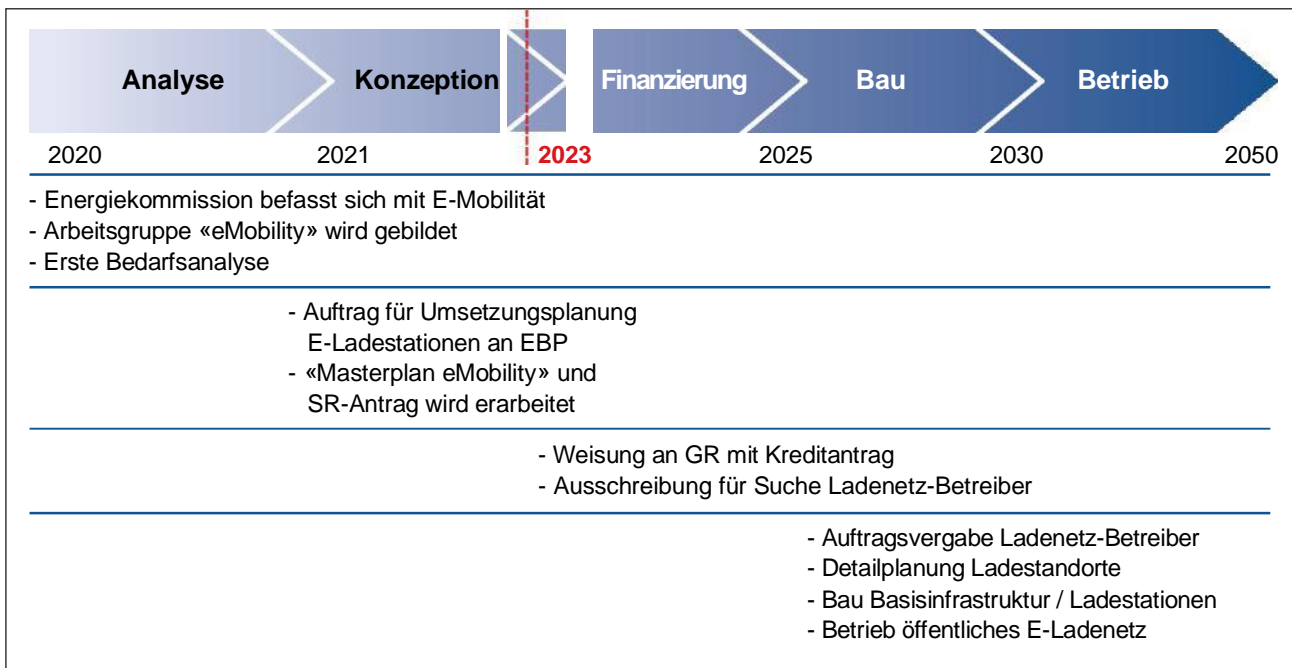 Analyse Konzeption Finanzierung Bau Betrieb
2020 2021 2023 2025 2030 2050
- Energiekommission befasst sich mit E-Mobilität
- Arbeitsgruppe «eMobility» wird gebildet
- Erste Bedarfsanalyse
- Auftrag für Umsetzungsplanung
E-Ladestationen an EBP
- «Masterplan eMobility» und
SR-Antrag wird erarbeitet
- Weisung an GR mit Kreditantrag
- Ausschreibung für Suche Ladenetz-Betreiber
- Auftragsvergabe Ladenetz-Betreiber
- Detailplanung Ladestandorte
- Bau Basisinfrastruktur / Ladestationen
- Betrieb öffentliches E-Ladenetz